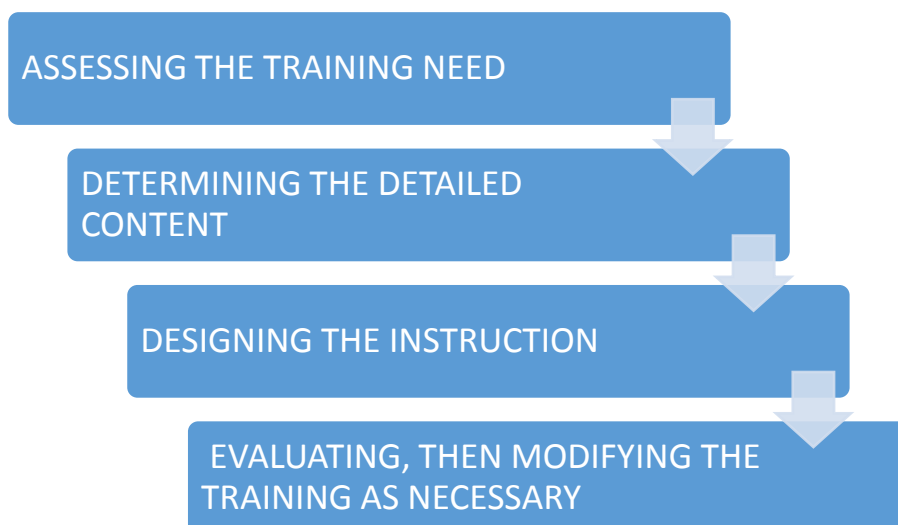 ASSESSING THE TRAINING NEED
DETERMINING THE DETAILED
CONTENT
DESIGNING THE INSTRUCTION
EVALUATING, THEN MODIFYING THE
TRAINING AS NECESSARY